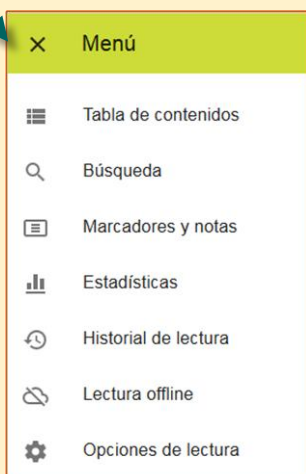 Menú
Tabla de contenidos
Búsqueda
Marcadores y notas
Estadísticas
Historial de lectura
Lectura offline
Opciones de lectura